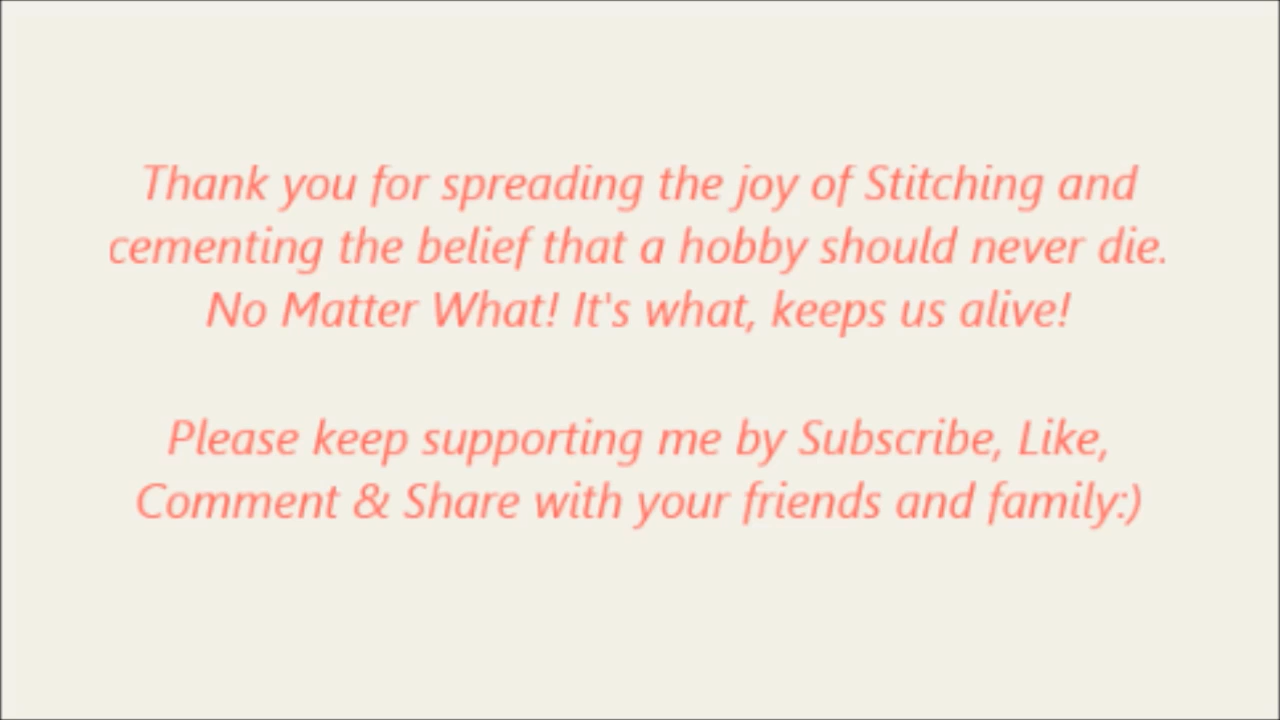 Thank you for spreading the joy of Stitching and
cementing the belief that a hobby should never die.
No Matter What! It's what, keeps us alive!
Please keep supporting me by Subscribe, Like,
Comment & Share with your friends and family:)